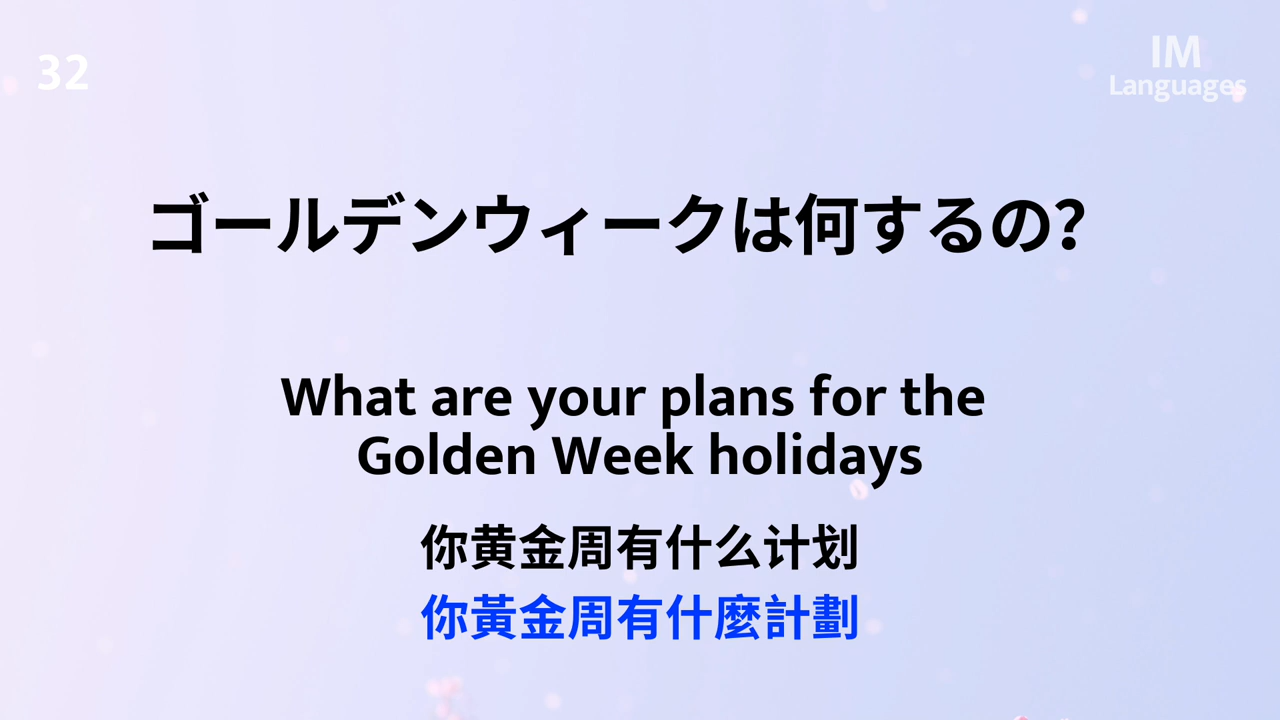 32
IM
Languages
ゴールデンウィークは何するの?
What are your plans for the
Golden Week holidays
你黄金周有什么计划
你黃金周有什麼計劃